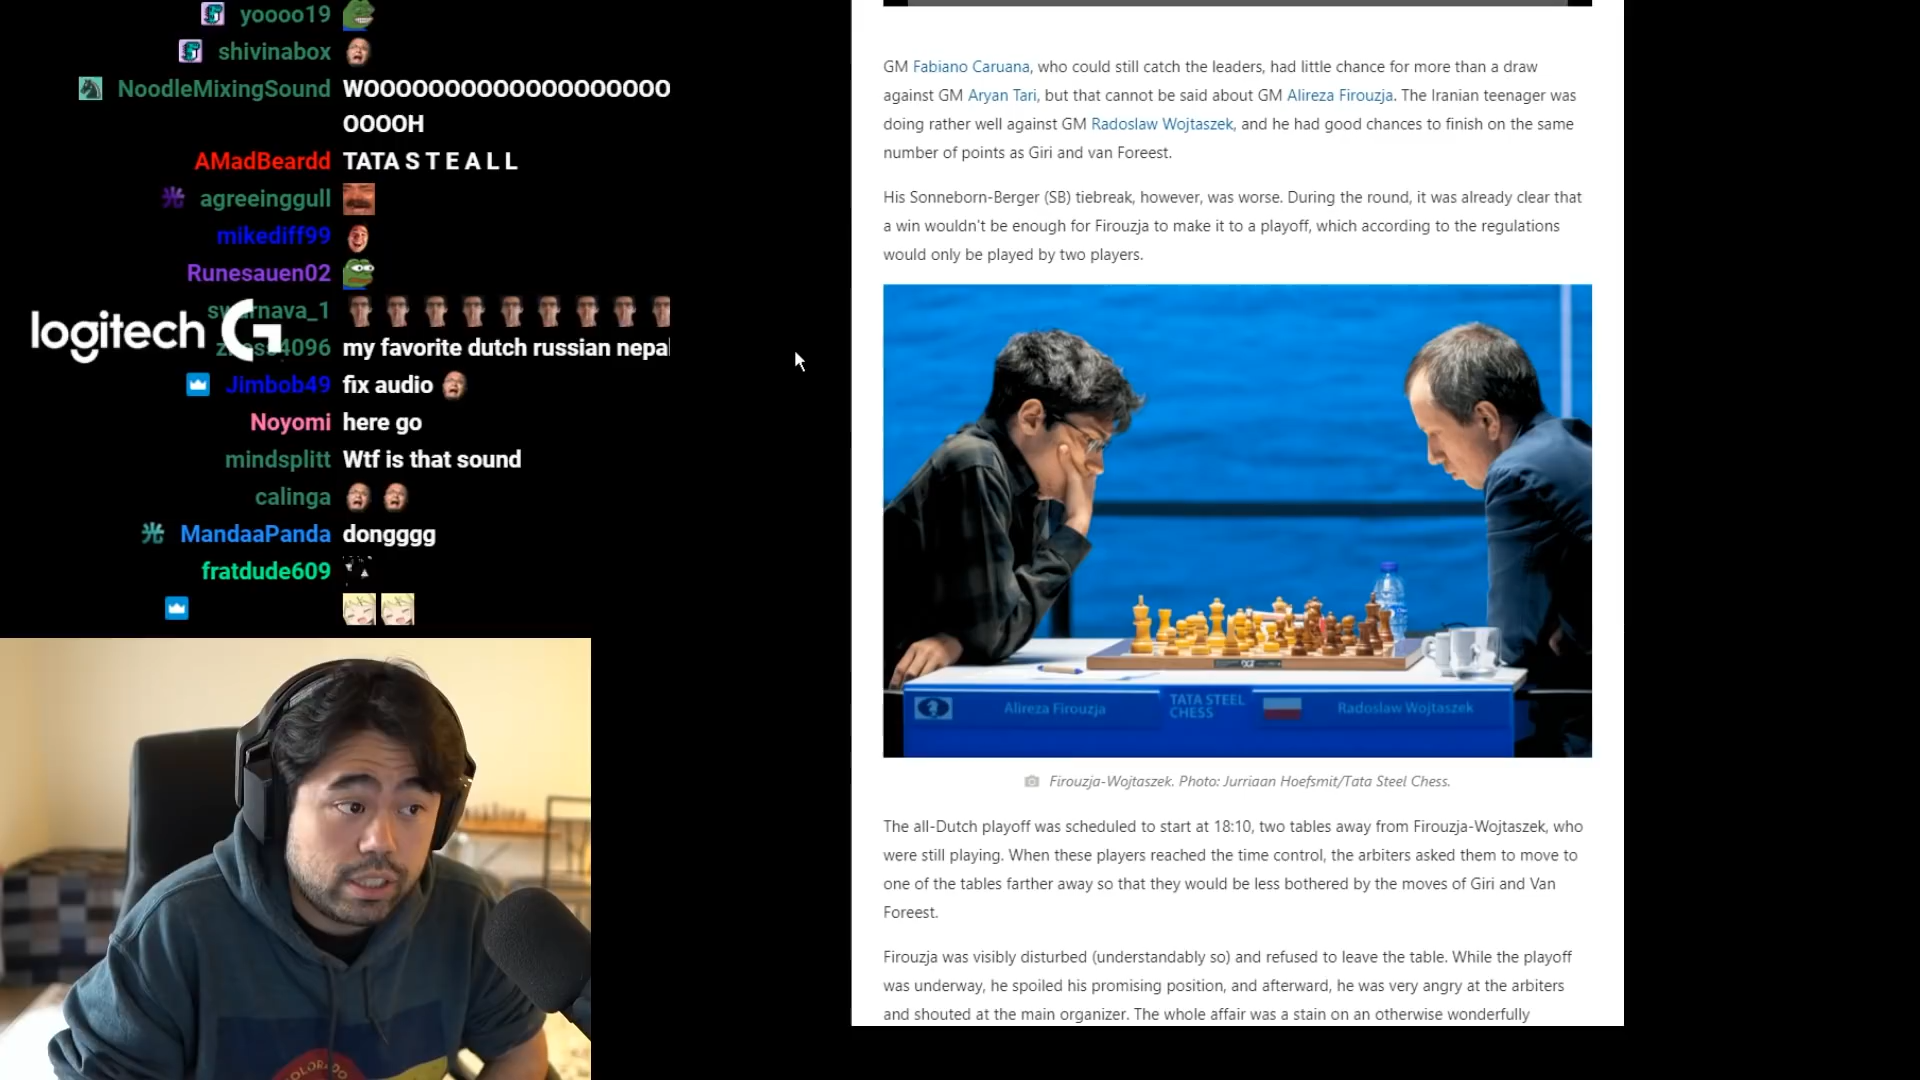 yoooo19
shivinabox
NoodleMixingSound WOOOOOOOOOOOOOOOOOOO
OOOOH
AMadBeardd TATA S T E A L L
agreeinggull
mikediff99
Runesauen02
logitech G
my favorite dutch russian nepal
Jimbob49 fix audio
Noyomi here go
mindsplitt Wtf is that sound
calinga
MandaaPanda dongggg
fratdude609
GM Fabiano Caruana, who could still catch the leaders, had little chance for more than a draw
against GM Aryan Tari, but that cannot be said about GM Alireza Firouzja. The Iranian teenager was
doing rather well against GM Radoslaw Wojtaszek, and he had good chances to finish on the same
number of points as Giri and van Foreest.
His Sonneborn-Berger (SB) tiebreak, however, was worse. During the round, it was already clear that
a win wouldn't be enough for Firouzja to make it to a playoff, which according to the regulations
would only be played by two players.
Alireza Firouzja
TATA STEEL
CHESS
Radoslaw Wojtaszek
Firouzja-Wojtaszek. Photo: Jurriaan Hoefsmit/Tata Steel Chess.
The all-Dutch playoff was scheduled to start at 18:10, two tables away from Firouzja-Wojtaszek, who
were still playing. When these players reached the time control, the arbiters asked them to move to
one of the tables farther away so that they would be less bothered by the moves of Giri and Van
Foreest.
Firouzja was visibly disturbed (understandably so) and refused to leave the table. While the playoff
was underway, he spoiled his promising position, and afterward, he was very angry at the arbiters
and shouted at the main organizer. The whole affair was a stain on an otherwise wonderfully